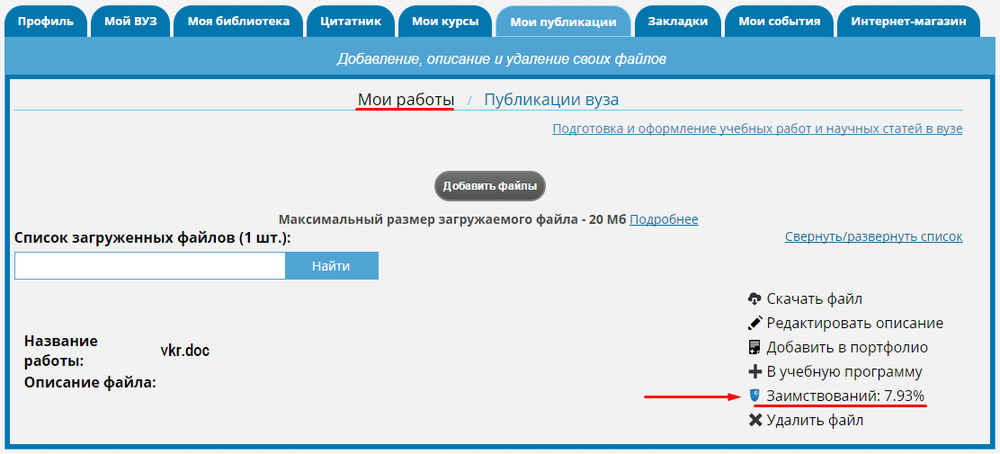 Профиль
Мой ВУЗ
Моя библиотека
Цитатник
Мои курсы
Мои публикации
Закладки
Мои события
Интернет-магазин
Добавление, описание и удаление своих файлов
Мои работы / Публикации вуза
Подготовка и оформление учебных работ и научных статей в вузе
Добавить файлы
Максимальный размер загружаемого файла - 20 Мб Подробнее
Список загруженных файлов (1 шт.):
Свернуть/развернуть список
Найти
Скачать файл
Редактировать описание
Добавить в портфолио
В учебную программу
Заимствований: 7.93%
Удалить файл
Название
работы:
vkr.doc
Описание файла: